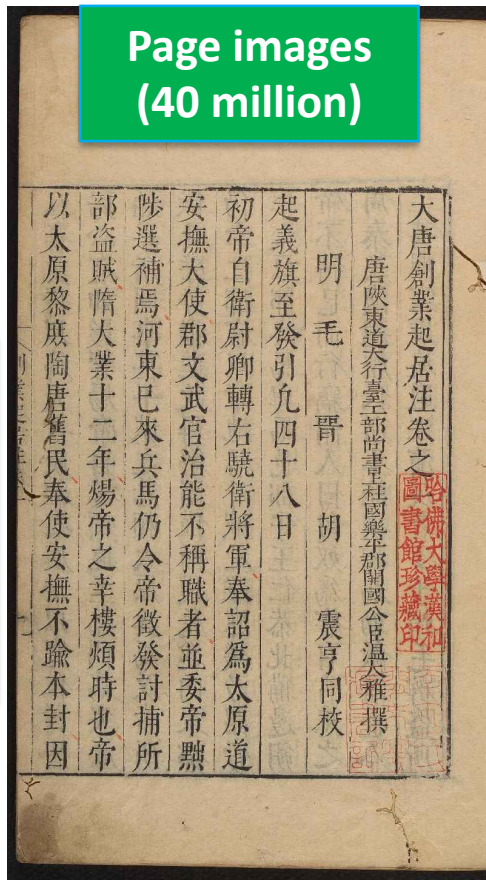 Page images
(40 million)
大唐創業起居注卷之
唐陝東道大行臺工部尚書上柱國樂平郡開國公臣溫大雅撰
明 毛 晉 胡 震亨同校
起義旗至發引凢四十八日
初帝自衛尉卿轉右驍衛將軍奉詔爲太原道
安撫大使郡文武官治能不稱職者並委帝黜
陟選補焉河東已來兵馬仍令帝徵發討捕所
部盜賊隋大業十二年煬帝之幸樓煩時也帝
以太原黎庶陶唐舊民奉使安撫不踰本封因
哈佛大學漢和
圖書館珍藏印